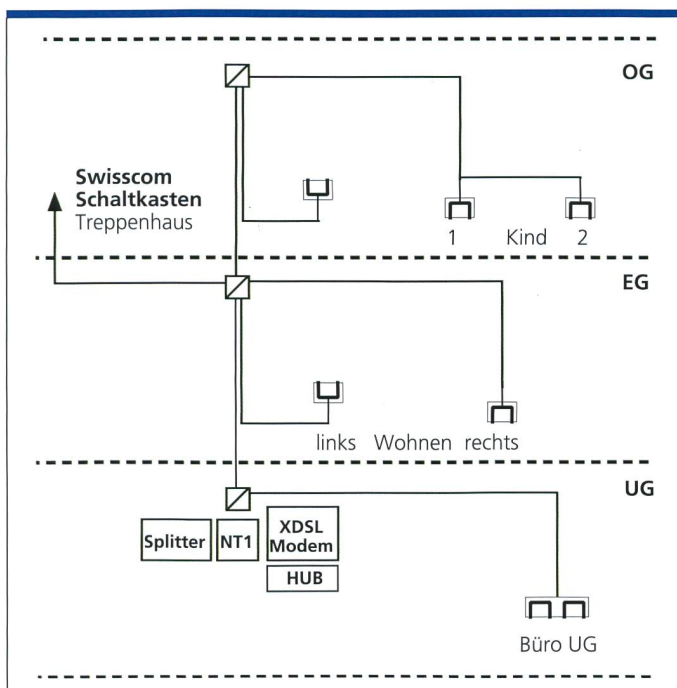 OG
Swisscom
Schaltkasten
Treppenhaus
1 Kind 2
EG
links Wohnen rechts
UG
Splitter NT1 XDSL
Modem
HUB
Büro UG